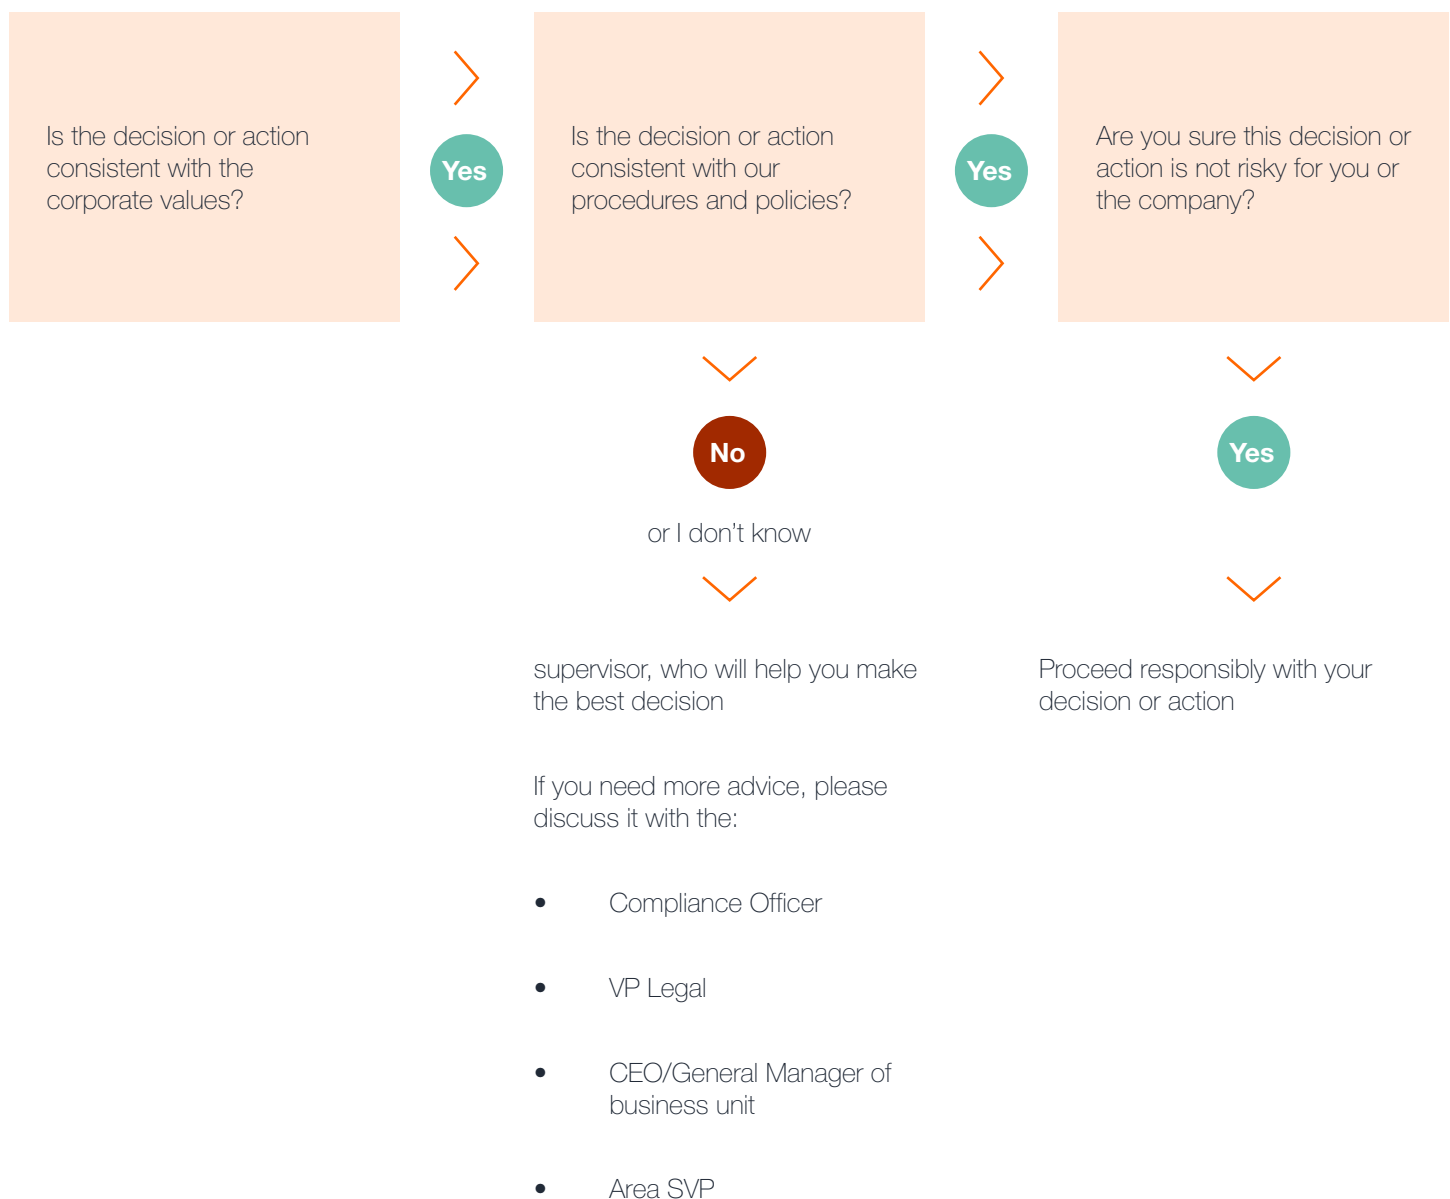 Is the decision or action
consistent with the
corporate values?
Yes
Is the decision or action
consistent with our
procedures and policies?
Yes
Are you sure this decision or
action is not risky for you or
the company?
No
or I don’t know
supervisor, who will help you make
the best decision
If you need more advice, please
discuss it with the:
• Compliance Officer
• VP Legal
• CEO/General Manager of
business unit
• Area SVP
Yes
Proceed responsibly with your
decision or action